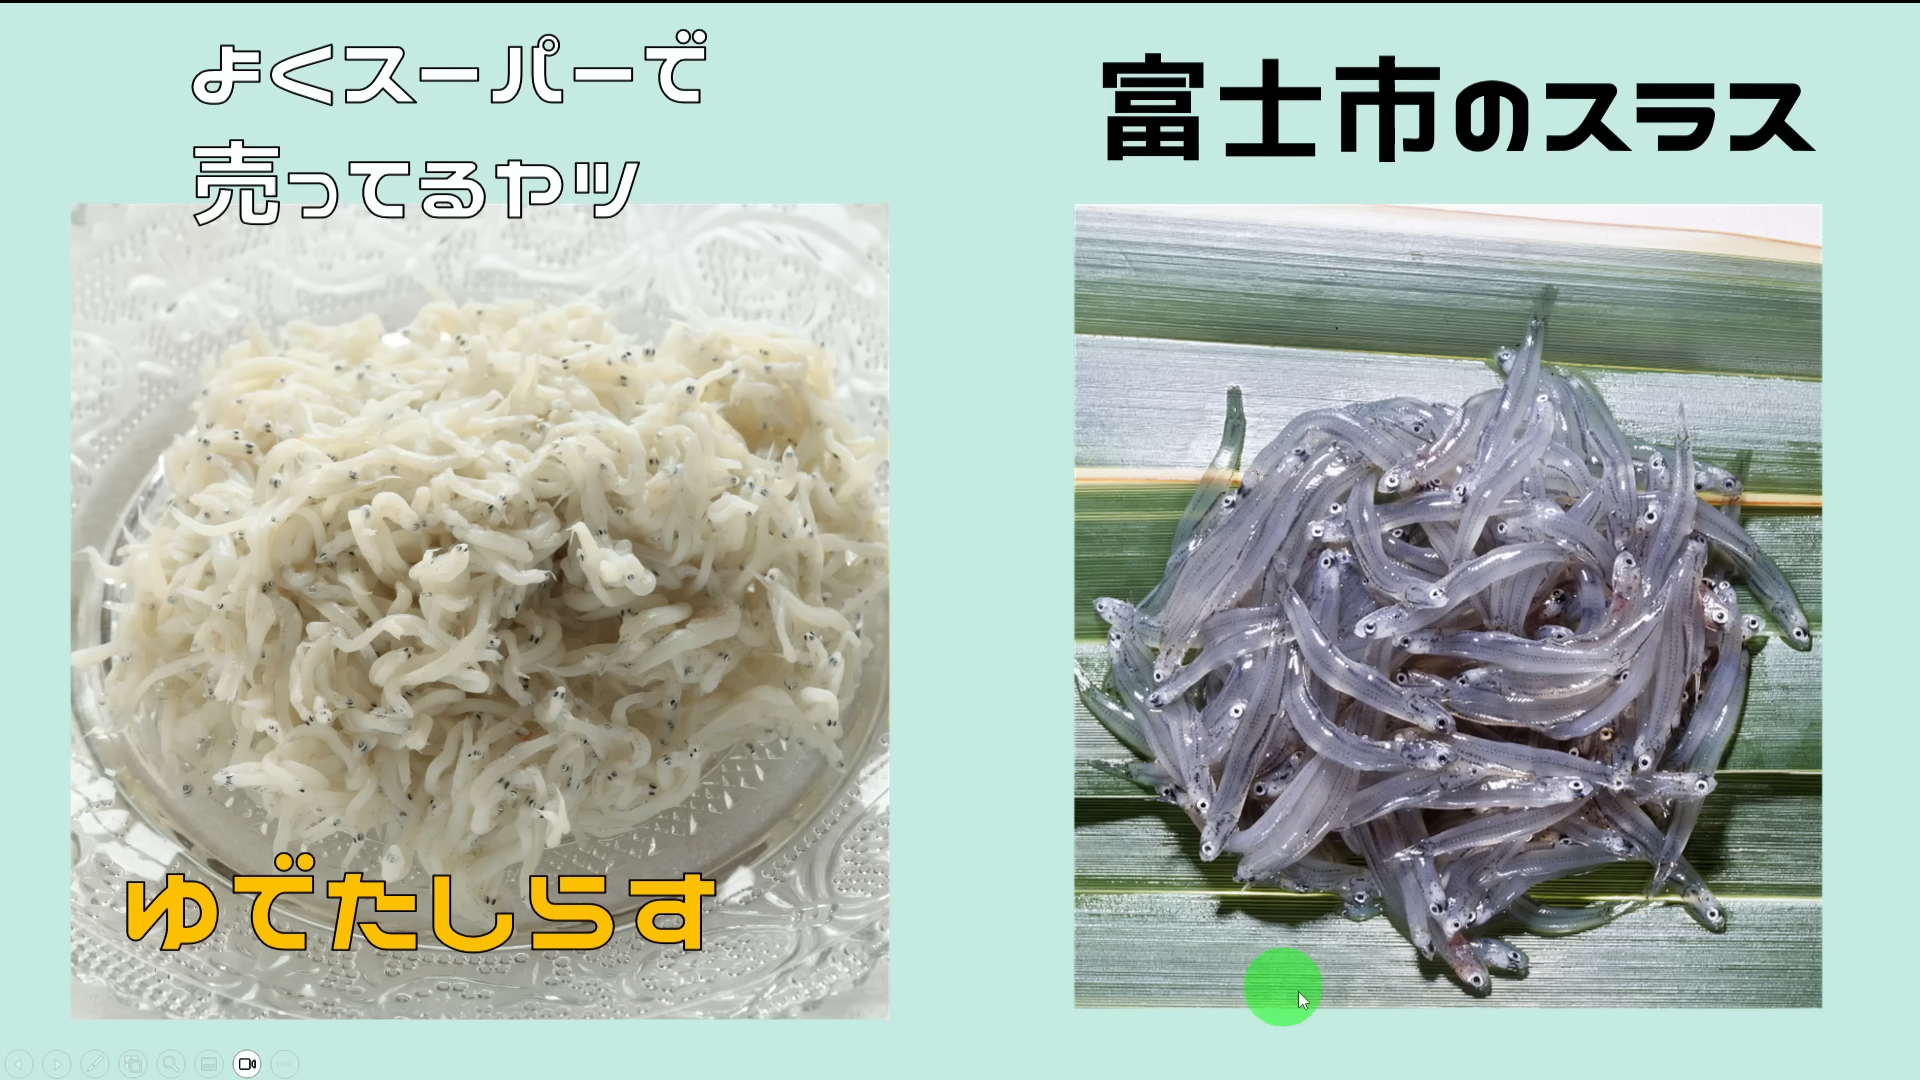 よくスーパーで
売ってるヤツ
ゆでたしらす
富士市のスラス